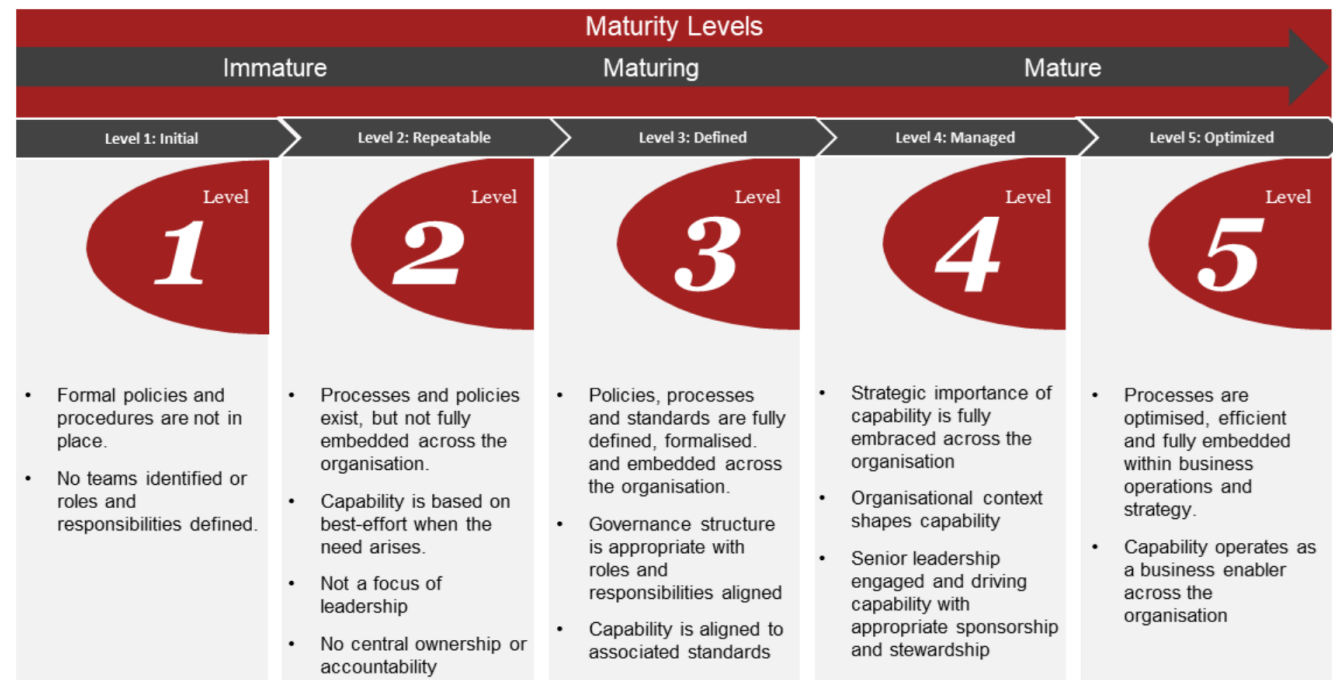 Maturity Levels
Immature
Maturing
Mature
Level 1: Initial
Level 2: Repeatable
Level 3: Defined
Level 4: Managed
Level 5: Optimized
Level
1
• Formal policies and
procedures are not in
place.
• No teams identified or
roles and
responsibilities defined.
Level
2
• Processes and policies
exist, but not fully
embedded across the
organisation.
• Capability is based on
best-effort when the
need arises.
• Not a focus of
leadership
• No central ownership or
accountability
Level
3
• Policies, processes
and standards are fully
defined, formalised.
and embedded across
the organisation.
• Governance structure
is appropriate with
roles and
responsibilities aligned
• Capability is aligned to
associated standards
Level
4
• Strategic importance of
capability is fully
embraced across the
organisation
• Organisational context
shapes capability
• Senior leadership
engaged and driving
capability with
appropriate sponsorship
and stewardship
Level
5
• Processes are
optimised, efficient
and fully embedded
within business
operations and
strategy.
• Capability operates as
a business enabler
across the
organisation